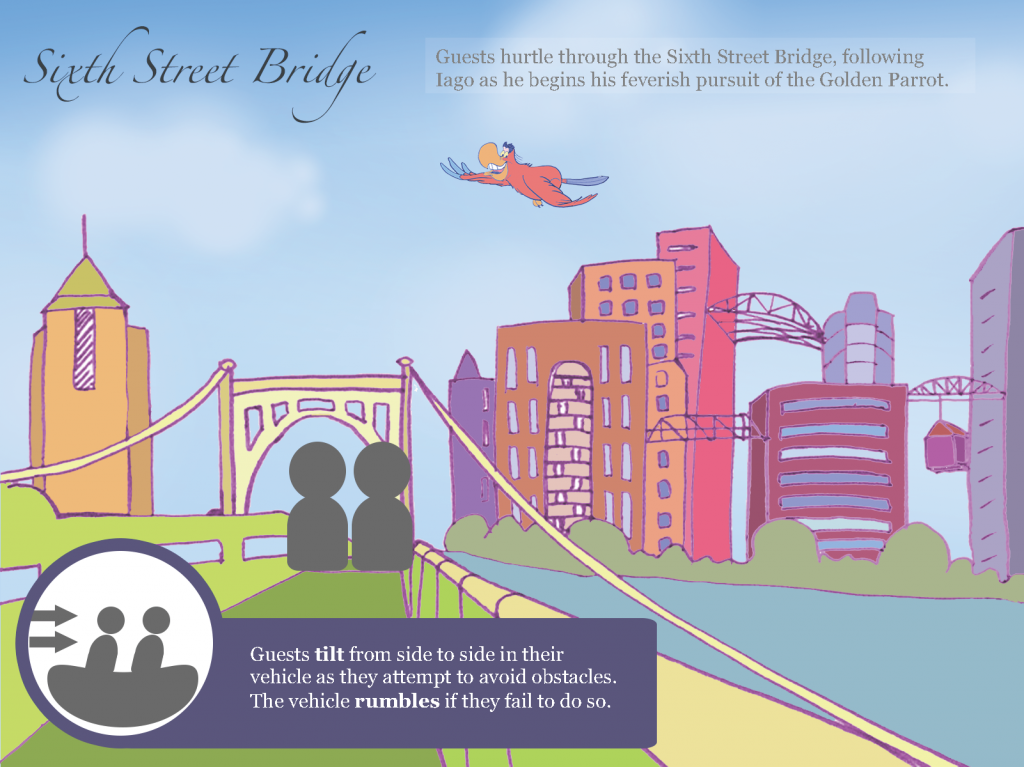 Sixth Street Bridge
Guests hurtle through the Sixth Street Bridge, following
Iago as he begins his feverish pursuit of the Golden Parrot.
Guests tilt from side to side in their
vehicle as they attempt to avoid obstacles.
The vehicle rumbles if they fail to do so.